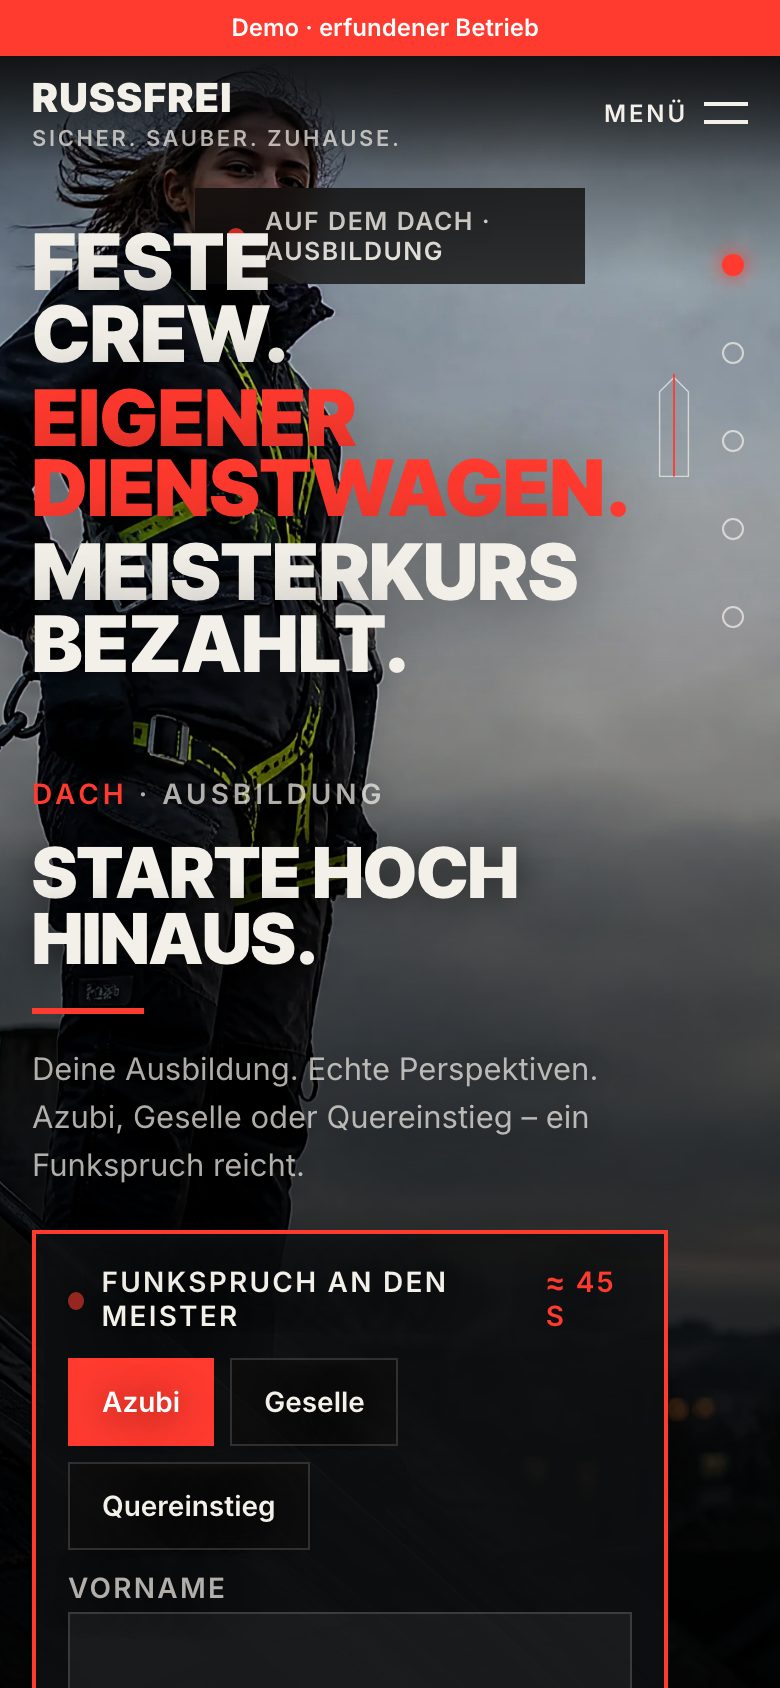 Demo · erfundener Betrieb
RUSSFREI
SICHER. SAUBER. ZUHAUSE.
MENÜ
AUF DEM DACH ·
AUSBILDUNG
FESTE
CREW.
EIGENER
DIENSTWAGEN.
MEISTERKURS
BEZAHLT.
DACH · AUSBILDUNG
STARTE HOCH
HINAUS.
Deine Ausbildung. Echte Perspektiven.
Azubi, Geselle oder Quereinstieg – ein
Funkspruch reicht.
FUNKSPRUCH AN DEN
MEISTER
≈ 45
S
Azubi
Geselle
Quereinstieg
VORNAME